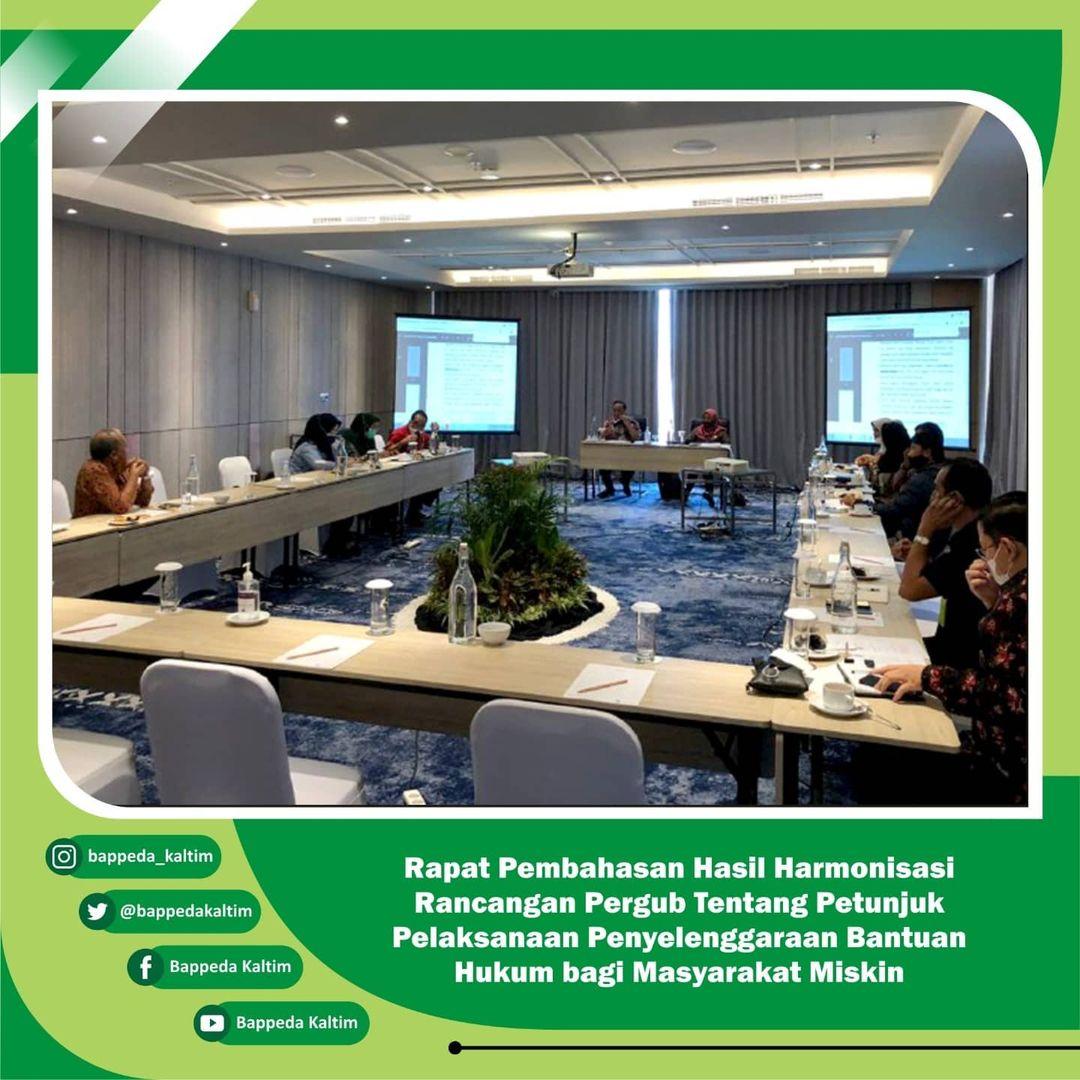 bappeda_kaltim
@bappedakaltim
Bappeda Kaltim
Bappeda Kaltim
Rapat Pembahasan Hasil Harmonisasi
Rancangan Pergub Tentang Petunjuk
Pelaksanaan Penyelenggaraan Bantuan
Hukum bagi Masyarakat Miskin